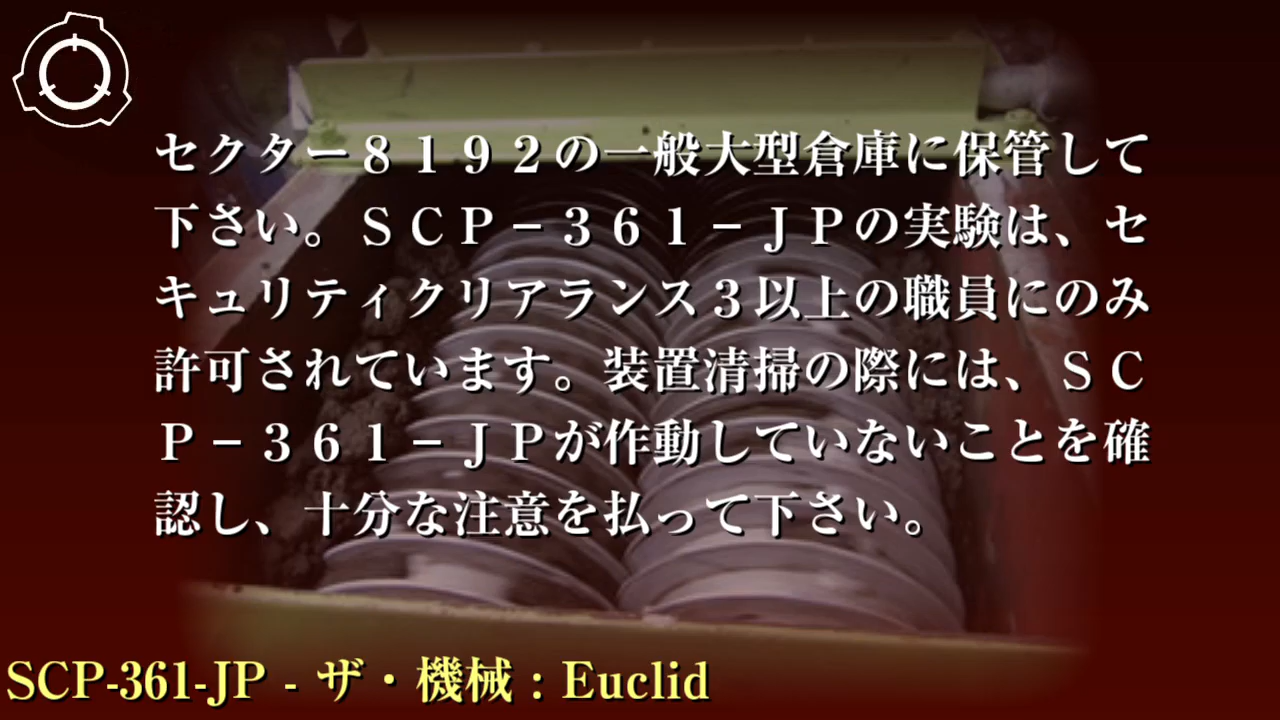 セクター８１９２の一般大型倉庫に保管して
下さい。ＳＣＰ－３６１－ＪＰの実験は、セ
キュリティクリアランス３以上の職員にのみ
許可されています。装置清掃の際には、ＳＣ
Ｐ－３６１－ＪＰが作動していないことを確
認し、十分な注意を払って下さい。
SCP-361-JP - ザ・機械 : Euclid